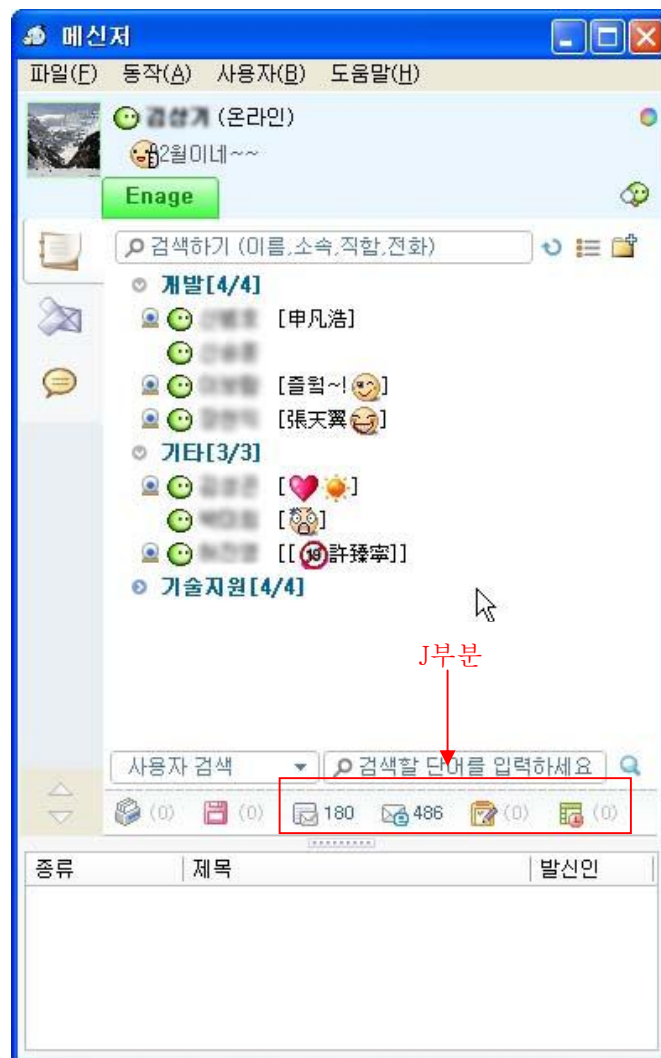 메신저
파일(F) 동작(A) 사용자(B) 도움말(H)
(온라인)
2월이네~~
Enage
검색하기 (이름,소속,직함,전화)
개발[4/4]
[申凡浩]
[즐퉠~!]
[張天翼]
기타[3/3]
[]
[]
[[19許臻寧]]
기술지원[4/4]
J부분
사용자 검색 검색할 단어를 입력하세요
(0) (0) 180 486 (0) (0)
종류 제목 발신인